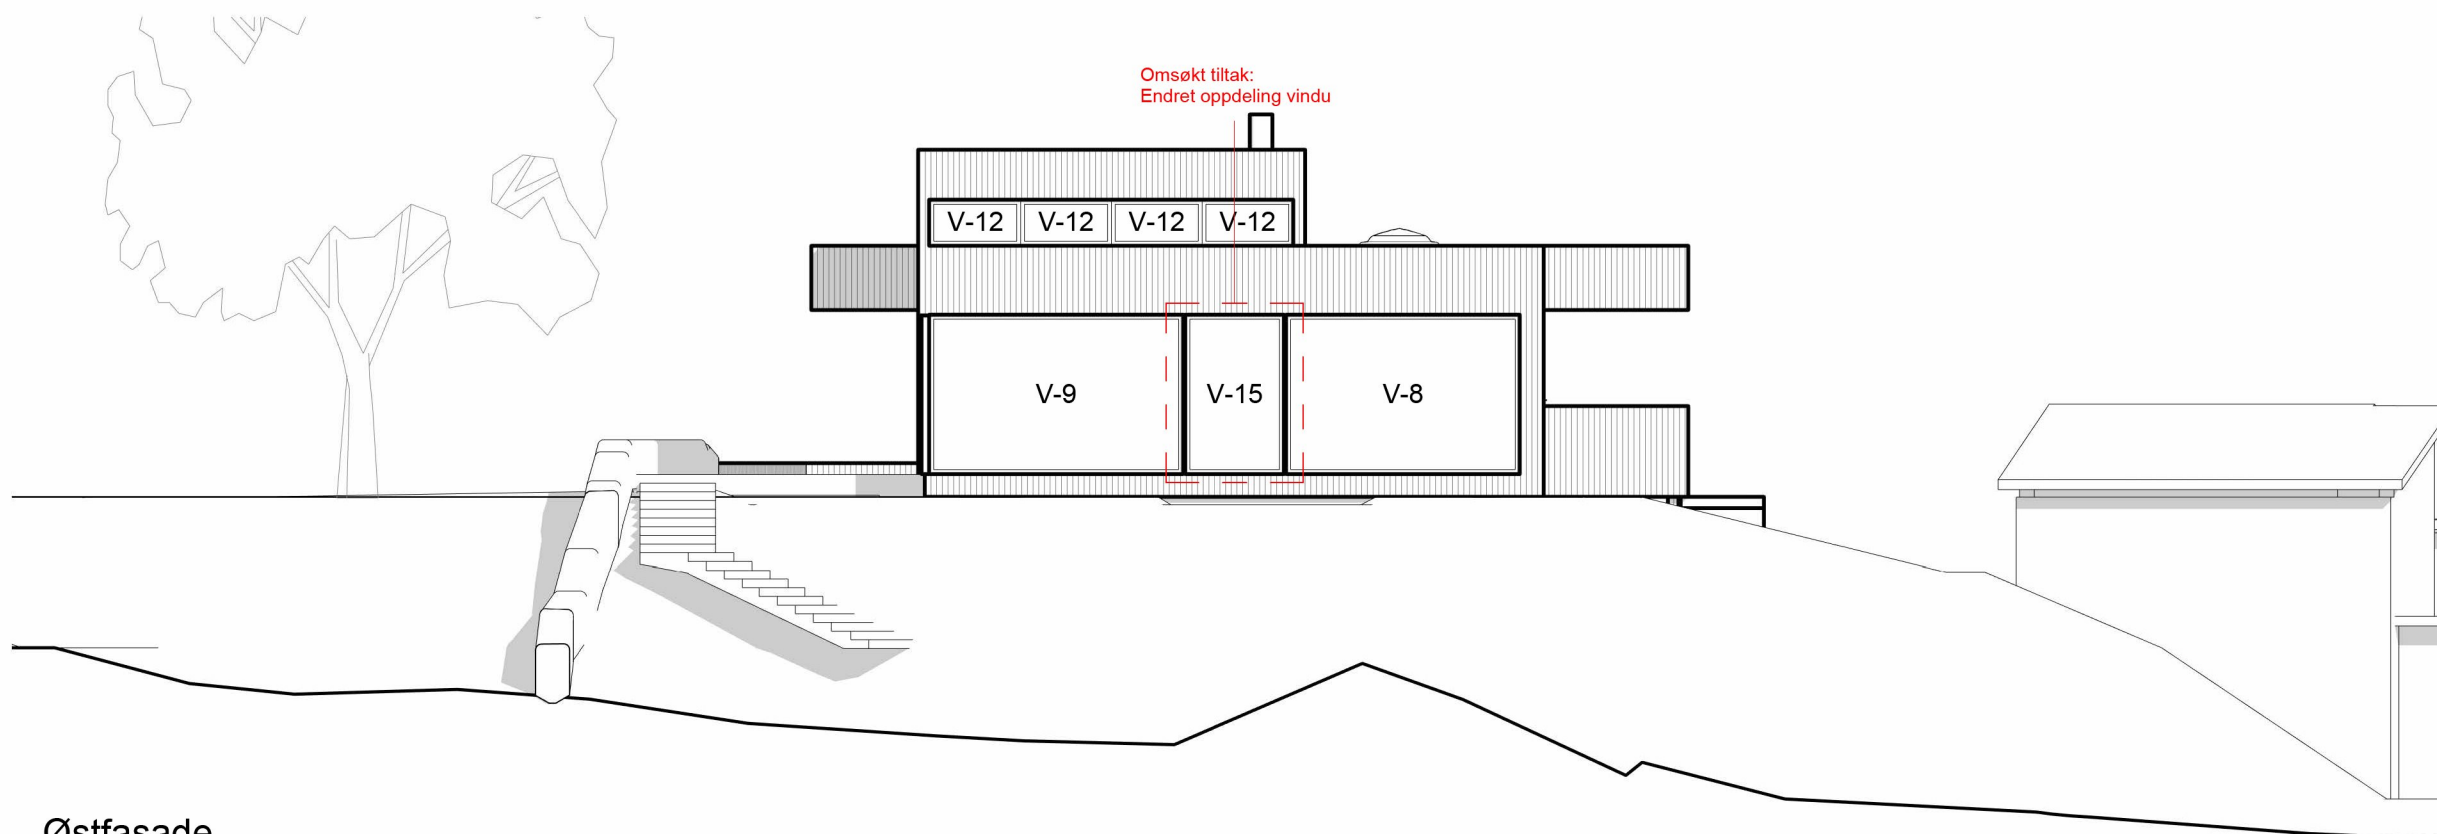 Omsøkt tiltak:
Endret oppdeling vindu
V-12 V-12 V-12 V-12
V-9 V-15 V-8
Østfasade